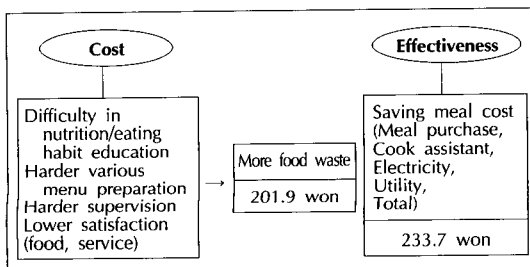 Cost
Difficulty in
nutrition/eating
habit education
Harder various
menu preparation
Harder supervision
Lower satisfaction
(food, service)
→
More food waste
201.9 won
Effectiveness
Saving meal cost
(Meal purchase,
Cook assistant,
Electricity,
Utility,
Total)
233.7 won